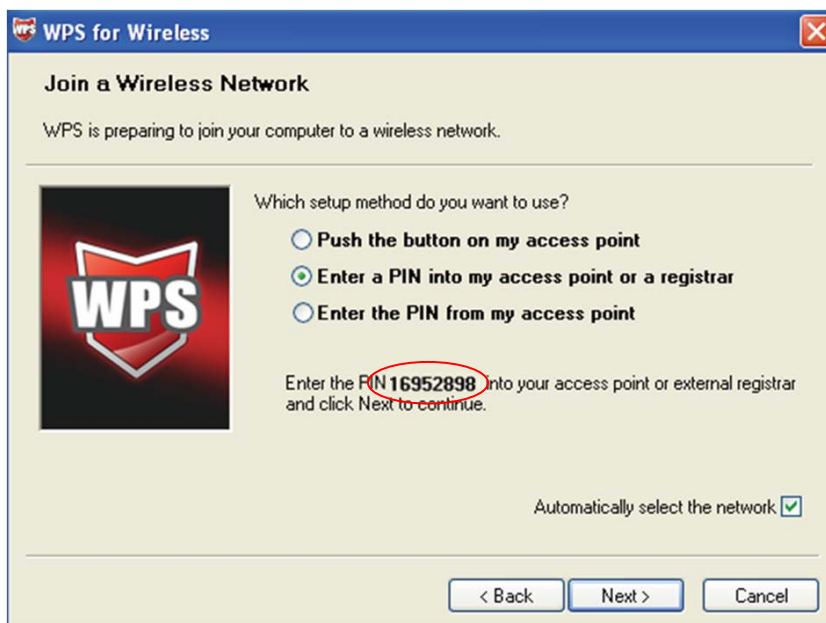 WPS for Wireless
Join a Wireless Network
WPS is preparing to join your computer to a wireless network.
WPS
Which setup method do you want to use?
Push the button on my access point
Enter a PIN into my access point or a registrar
Enter the PIN from my access point
Enter the PIN 16952898 into your access point or external registrar
and click Next to continue.
Automatically select the network
< Back
Next >
Cancel